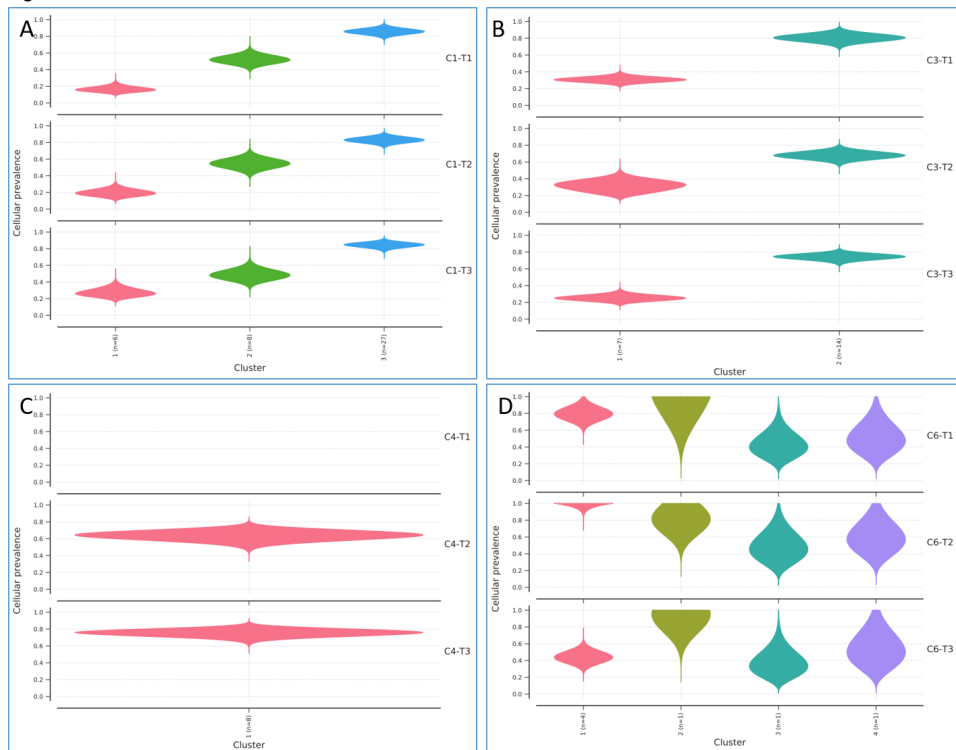 A
1.0
0.8
0.6
0.4
0.2
0.0
C1-T1
1.0
0.8
0.6
0.4
0.2
0.0
C1-T2
1.0
0.8
0.6
0.4
0.2
0.0
C1-T3
Cellular prevalence
1 (n=6)
2 (n=8)
3 (n=27)
Cluster
B
1.0
0.8
0.6
0.4
0.2
0.0
C3-T1
1.0
0.8
0.6
0.4
0.2
0.0
C3-T2
1.0
0.8
0.6
0.4
0.2
0.0
C3-T3
Cellular prevalence
1 (n=7)
2 (n=14)
Cluster
C
1.0
0.8
0.6
0.4
0.2
0.0
C4-T1
1.0
0.8
0.6
0.4
0.2
0.0
C4-T2
1.0
0.8
0.6
0.4
0.2
0.0
C4-T3
Cellular prevalence
1 (n=8)
Cluster
D
1.0
0.8
0.6
0.4
0.2
0.0
C6-T1
1.0
0.8
0.6
0.4
0.2
0.0
C6-T2
1.0
0.8
0.6
0.4
0.2
0.0
C6-T3
Cellular prevalence
1 (n=4)
2 (n=1)
3 (n=1)
4 (n=1)
Cluster